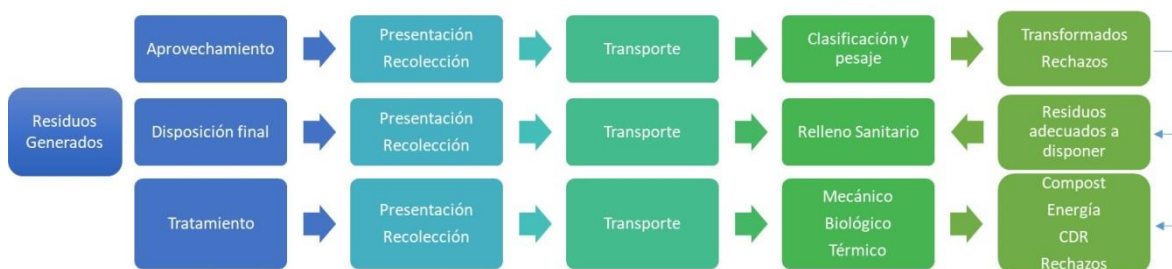 Residuos
Generados
Aprovechamiento
Presentación
Recolección
Transporte
Clasificación y
pesaje
Transformados
Rechazos
Disposición final
Presentación
Recolección
Transporte
Relleno Sanitario
Residuos
adecuados a
disponer
Tratamiento
Presentación
Recolección
Transporte
Mecánico
Biológico
Térmico
Compost
Energía
CDR
Rechazos